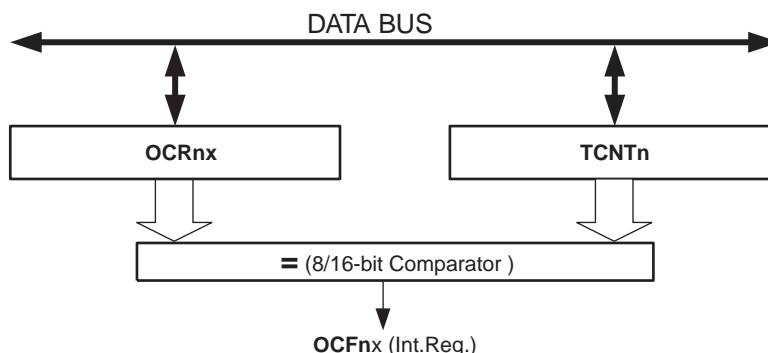 DATA BUS
OCRnx
TCNTn
= (8/16-bit Comparator )
OCFnx (Int.Req.)